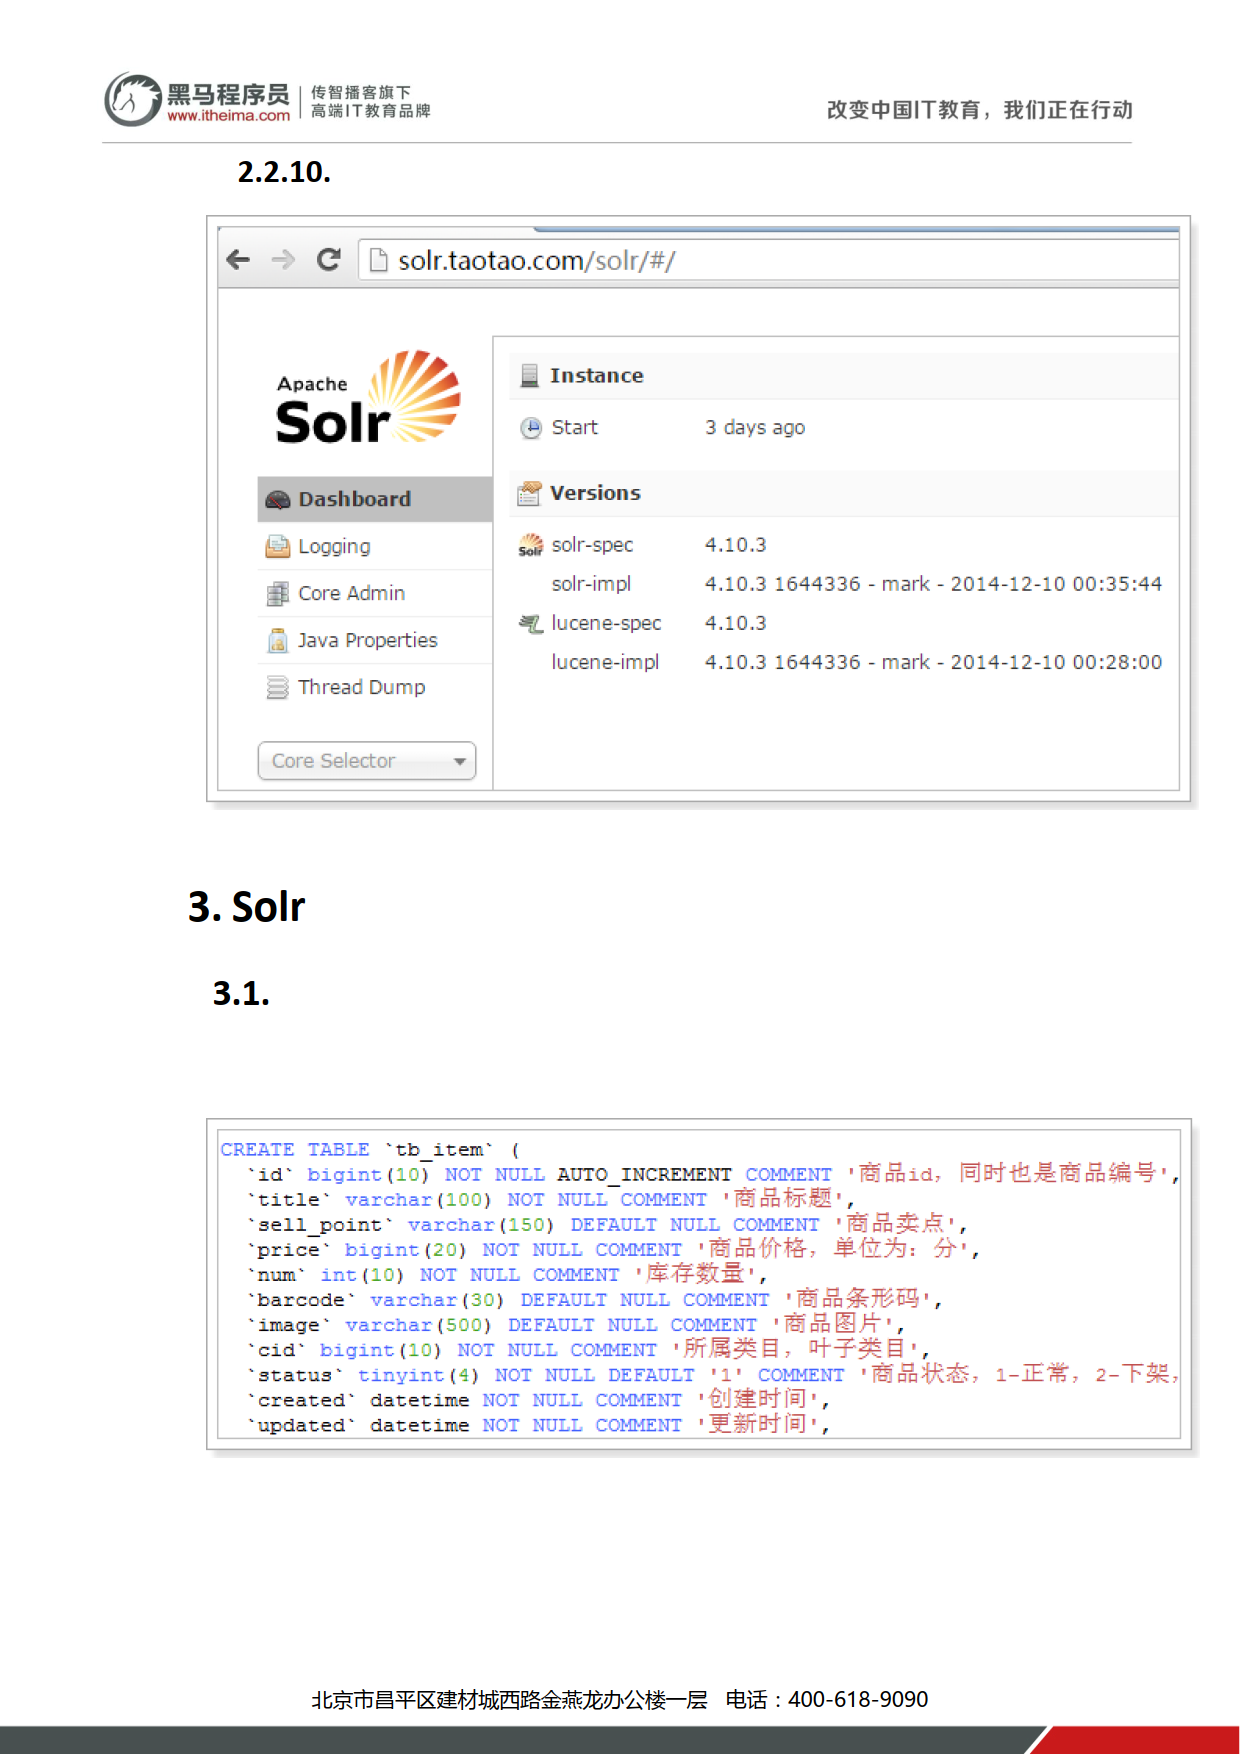 黑马程序员
www.itheima.com
传智播客旗下
高端IT教育品牌
改变中国IT教育，我们正在行动
2.2.10.
solr.taotao.com/solr/#/
Apache
Solr
Dashboard
Logging
Core Admin
Java Properties
Thread Dump
Core Selector
Instance
Start 3 days ago
Versions
solr-spec 4.10.3
solr-impl 4.10.3 1644336 - mark - 2014-12-10 00:35:44
lucene-spec 4.10.3
lucene-impl 4.10.3 1644336 - mark - 2014-12-10 00:28:00
3. Solr
3.1.
CREATE TABLE `tb_item` (
`id` bigint(10) NOT NULL AUTO_INCREMENT COMMENT '商品id，同时也是商品编号',
`title` varchar(100) NOT NULL COMMENT '商品标题',
`sell_point` varchar(150) DEFAULT NULL COMMENT '商品卖点',
`price` bigint(20) NOT NULL COMMENT '商品价格，单位为：分',
`num` int(10) NOT NULL COMMENT '库存数量',
`barcode` varchar(30) DEFAULT NULL COMMENT '商品条形码',
`image` varchar(500) DEFAULT NULL COMMENT '商品图片',
`cid` bigint(10) NOT NULL COMMENT '所属类目，叶子类目',
`status` tinyint(4) NOT NULL DEFAULT '1' COMMENT '商品状态，1-正常，2-下架，
`created` datetime NOT NULL COMMENT '创建时间',
`updated` datetime NOT NULL COMMENT '更新时间',
北京市昌平区建材城西路金燕龙办公楼一层 电话：400-618-9090